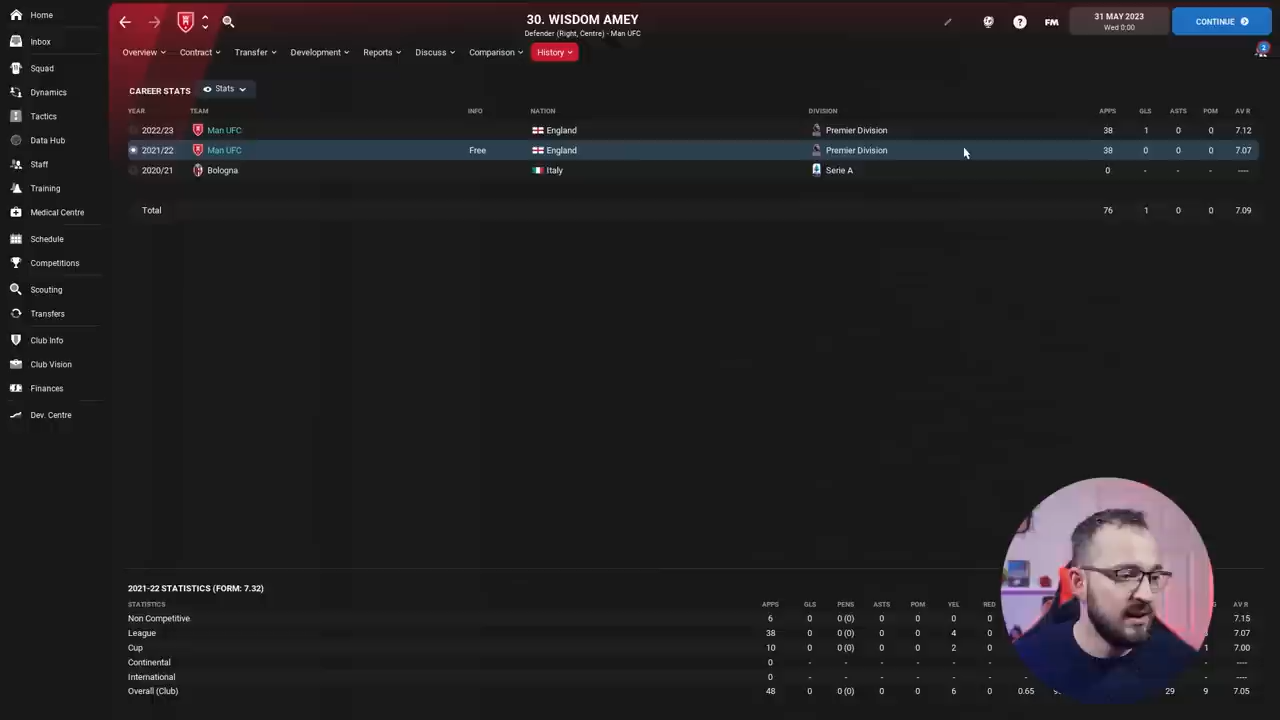 Home
Inbox
Squad
Dynamics
Tactics
Data Hub
Staff
Training
Medical Centre
Schedule
Competitions
Scouting
Transfers
Club Info
Club Vision
Finances
Dev. Centre
30. WISDOM AMEY
Defender (Right, Centre) - Man UFC
FM
31 MAY 2023
Wed 0:00
CONTINUE
2
Overview Contract Transfer Development Reports Discuss Comparison History
CAREER STATS Stats
YEAR TEAM INFO NATION DIVISION APPS GLS ASTS POM AV R
2022/23 Man UFC England Premier Division 38 1 0 0 7.12
2021/22 Man UFC Free England Premier Division 38 0 0 0 7.07
2020/21 Bologna Italy Serie A 0 - - - ----
Total 76 1 0 0 7.09
2021-22 STATISTICS (FORM: 7.32)
STATISTICS APPS GLS PENS ASTS POM YEL RED AV R
Non Competitive 6 0 0 (0) 0 0 0 0 7.15
League 38 0 0 (0) 0 0 4 0 7.07
Cup 10 0 0 (0) 0 0 2 0 1 7.00
Continental 0 - - - - - - ----
International 0 - - - - - - ----
Overall (Club) 48 0 0 (0) 0 0 6 0 0.65 29 9 7.05